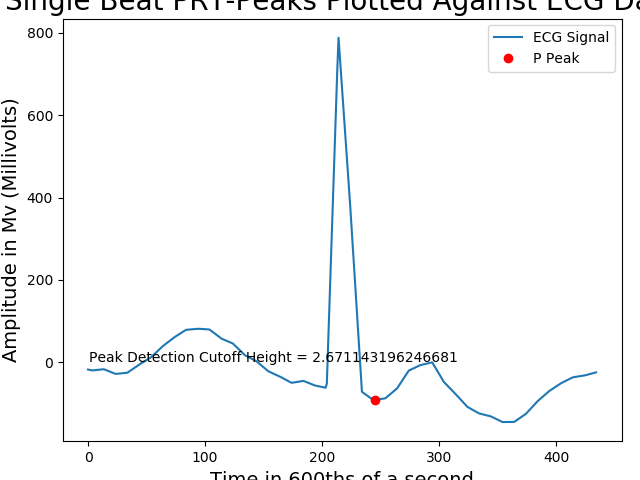 Single Beat PRT-Peaks Plotted Against ECG Da
800
600
400
200
0
Amplitude in Mv (Millivolts)
ECG Signal
P Peak
Peak Detection Cutoff Height = 2.671143196246681
0 100 200 300 400
Time in 600ths of a second